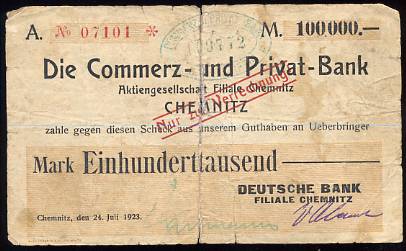 A. № 07101 * M. 100000.—
Die Commerz- und Privat-Bank
Aktiengesellschaft Filiale Chemnitz
CHEMNITZ
Nur zur Verrechnung
zahle gegen diesen Scheck aus unserem Guthaben an Ueberbringer
Mark Einhunderttausend
DEUTSCHE BANK
FILIALE CHEMNITZ
Chemnitz, den 24. Juli 1923.